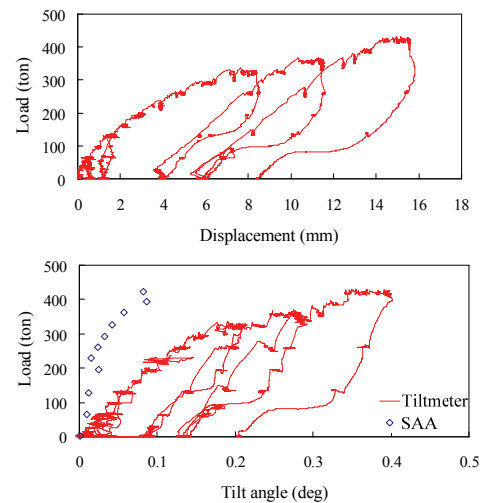 500
400
300
200
100
0
Load (ton)
0 2 4 6 8 10 12 14 16 18
Displacement (mm)
500
400
300
200
100
0
Load (ton)
Tiltmeter
SAA
0 0.1 0.2 0.3 0.4 0.5
Tilt angle (deg)